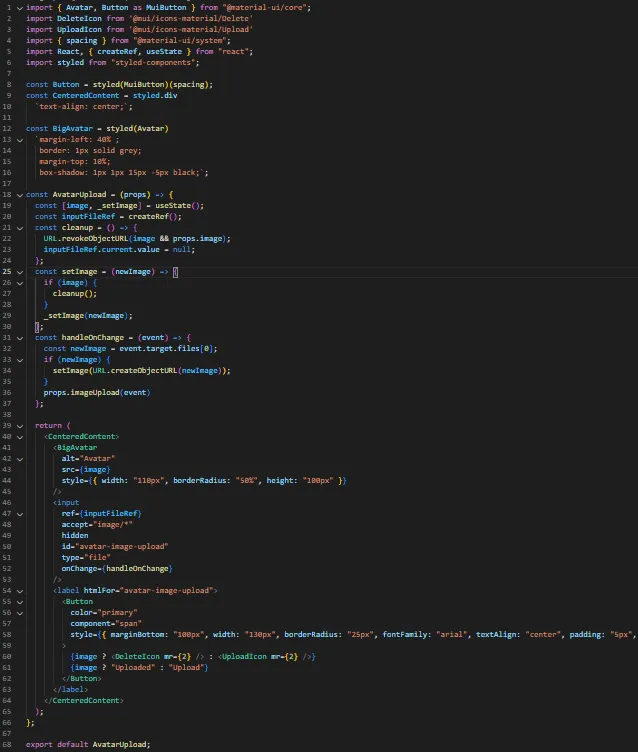 1 import { Avatar, Button as MuiButton } from "@material-ui/core";
2 import DeleteIcon from '@mui/icons-material/Delete'
3 import UploadIcon from '@mui/icons-material/Upload'
4 import { spacing } from "@material-ui/system";
5 import React, { createRef, useState } from "react";
6 import styled from "styled-components";
7
8 const Button = styled(MuiButton)(spacing);
9 const CenteredContent = styled.div
10 `text-align: center;`;
11
12 const BigAvatar = styled(Avatar)
13 `margin-left: 40% ;
14 border: 1px solid grey;
15 margin-top: 10%;
16 box-shadow: 1px 1px 15px -5px black;`;
17
18 const AvatarUpload = (props) => {
19 const [image, _setImage] = useState();
20 const inputFileRef = createRef();
21 const cleanup = () => {
22 URL.revokeObjectURL(image && props.image);
23 inputFileRef.current.value = null;
24 };
25 const setImage = (newImage) => {
26 if (image) {
27 cleanup();
28 }
29 _setImage(newImage);
30 };
31 const handleOnChange = (event) => {
32 const newImage = event.target.files[0];
33 if (newImage) {
34 setImage(URL.createObjectURL(newImage));
35 }
36 props.imageUpload(event)
37 };
38
39 return (
40 <CenteredContent>
41 <BigAvatar
42 alt="Avatar"
43 src={image}
44 style={{ width: "110px", borderRadius: "50%", height: "100px" }}
45 />
46 <input
47 ref={inputFileRef}
48 accept="image/*"
49 hidden
50 id="avatar-image-upload"
51 type="file"
52 onChange={handleOnChange}
53 />
54 <label htmlFor="avatar-image-upload">
55 <Button
56 color="primary"
57 component="span"
58 style={{ marginBottom: "100px", width: "130px", borderRadius: "25px", fontFamily: "arial", textAlign: "center", padding: "5px",
59 >
60 {image ? <DeleteIcon mr={2} /> : <UploadIcon mr={2} />}
61 {image ? "Uploaded" : "Upload"}
62 </Button>
63 </label>
64 </CenteredContent>
65 );
66 };
67
68 export default AvatarUpload;